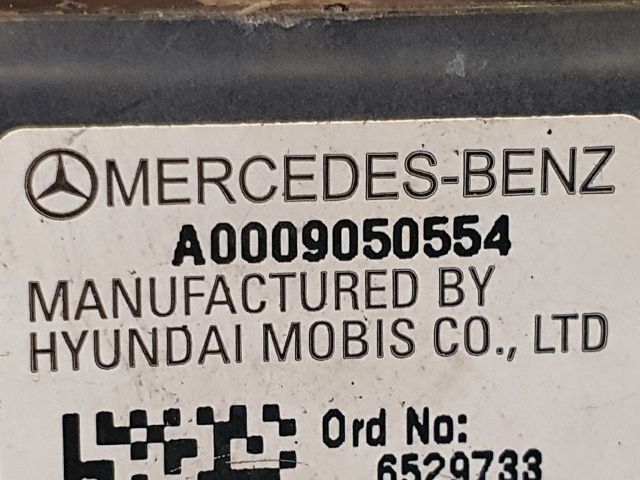 MERCEDES-BENZ
A0009050554
MANUFACTURED BY
HYUNDAI MOBIS CO., LTD
Ord No:
6529733